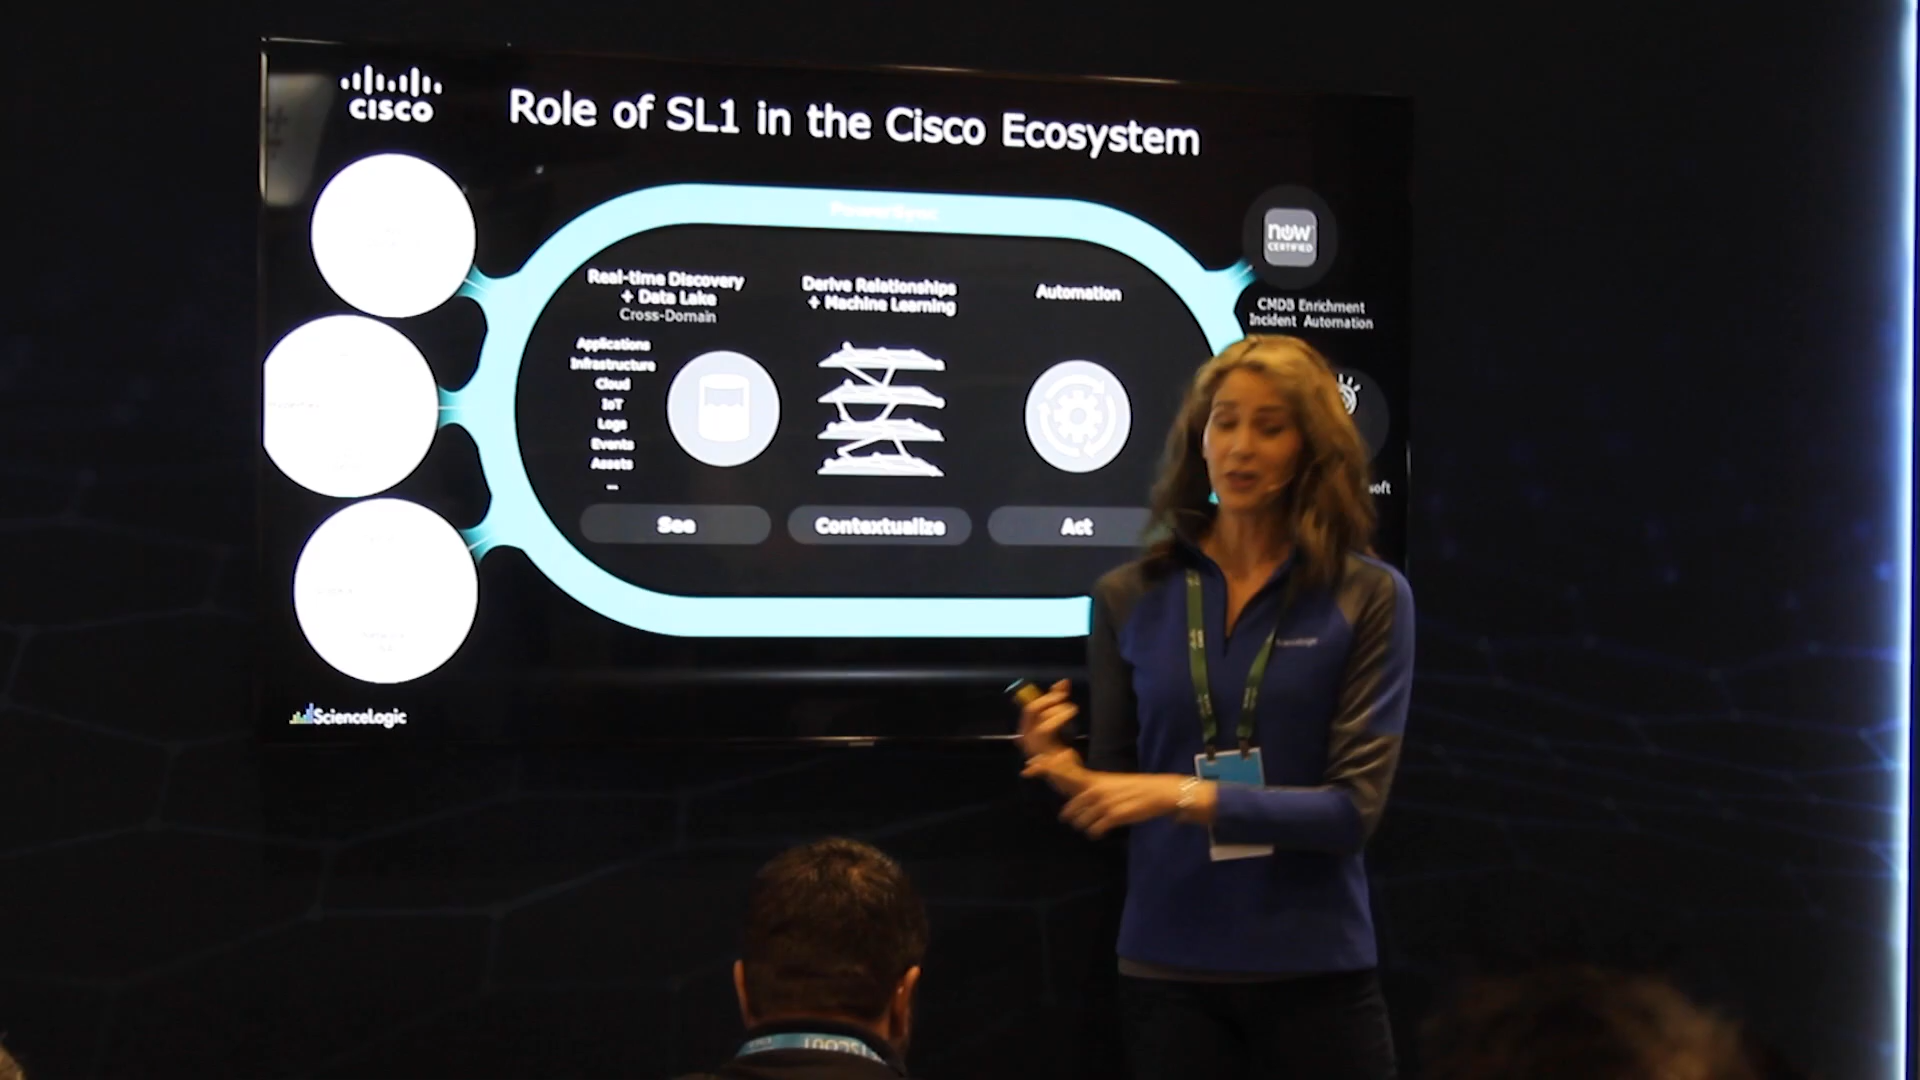 CISCO
Role of SL1 in the Cisco Ecosystem
PowerSync
Real-time Discovery
+ Data Lake
Cross-Domain
Applications
Infrastructure
Cloud
IoT
Logs
Events
Assets
...
See
Derive Relationships
+ Machine Learning
Contextualize
Automation
Act
now
CERTIFIED
CMDB Enrichment
Incident Automation
soft
ScienceLogic